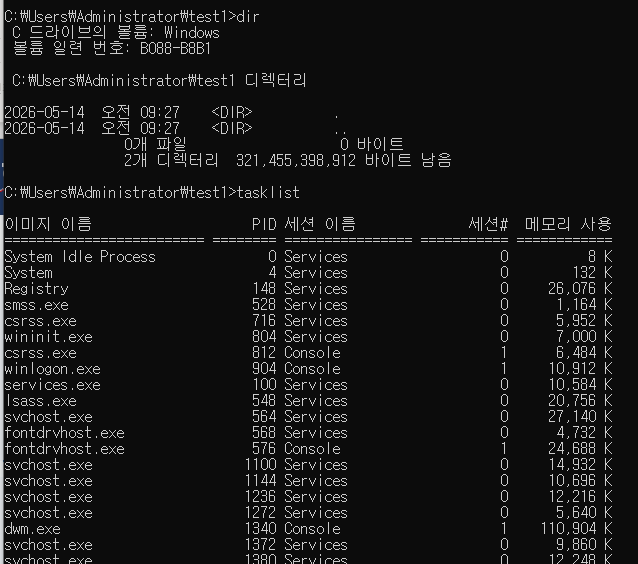 C:₩Users₩Administrator₩test1>dir
C 드라이브의 볼륨: Windows
볼륨 일련 번호: B088-B8B1
C:₩Users₩Administrator₩test1 디렉터리
2026-05-14 오전 09:27 <DIR> .
2026-05-14 오전 09:27 <DIR> ..
0개 파일 0 바이트
2개 디렉터리 321,455,398,912 바이트 남음
C:₩Users₩Administrator₩test1>tasklist
이미지 이름 PID 세션 이름 세션# 메모리 사용
========================= ======== ================ =========== ============
System Idle Process 0 Services 0 8 K
System 4 Services 0 132 K
Registry 148 Services 0 26,076 K
smss.exe 528 Services 0 1,164 K
csrss.exe 716 Services 0 5,952 K
wininit.exe 804 Services 0 7,000 K
csrss.exe 812 Console 1 6,484 K
winlogon.exe 904 Console 1 10,912 K
services.exe 100 Services 0 10,584 K
lsass.exe 548 Services 0 20,756 K
svchost.exe 564 Services 0 27,140 K
fontdrvhost.exe 568 Services 0 4,732 K
fontdrvhost.exe 576 Console 1 24,688 K
svchost.exe 1100 Services 0 14,932 K
svchost.exe 1144 Services 0 10,696 K
svchost.exe 1236 Services 0 12,216 K
svchost.exe 1272 Services 0 5,640 K
dwm.exe 1340 Console 1 110,904 K
svchost.exe 1372 Services 0 9,860 K
svchost.exe 1380 Services 0 12,248 K